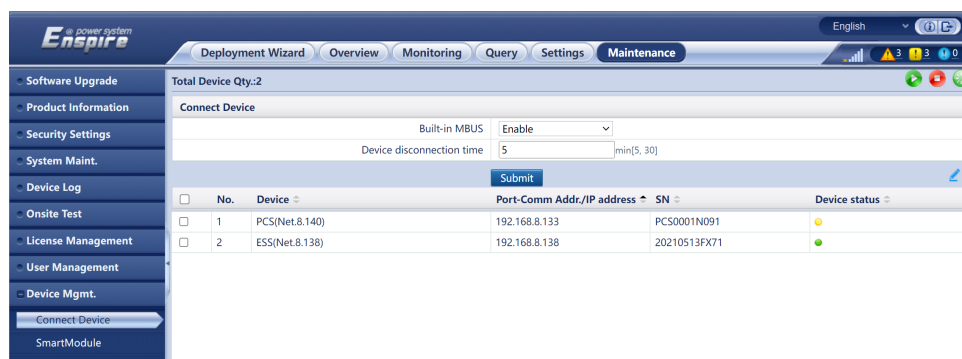 Enspire e power system
English
Deployment Wizard Overview Monitoring Query Settings Maintenance
3 3 0
Software Upgrade
Product Information
Security Settings
System Maint.
Device Log
Onsite Test
License Management
User Management
Device Mgmt.
Connect Device
SmartModule
Total Device Qty.:2
Connect Device
Built-in MBUS Enable
Device disconnection time 5 min[5, 30]
Submit
No. Device Port-Comm Addr./IP address SN Device status
1 PCS(Net.8.140) 192.168.8.133 PCS0001N091
2 ESS(Net.8.138) 192.168.8.138 20210513FX71